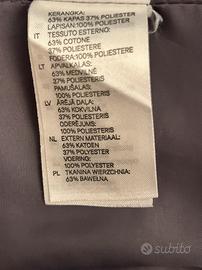 KERANGKA:
63% KAPAS 37% POLIESTER
LAPISAN:100% POLIESTER
IT | TESSUTO ESTERNO:
63% COTONE
37% POLIESTERE
FODERA:100% POLIESTERE
LT | APVALKALAS:
63% MEDVILNĖ
37% POLIESTERIS
PAMUŠALAS:
100% POLIESTERIS
LV | ĀRĒJĀ DAĻA:
63% KOKVILNA
37% POLIESTERIS
ODERĒJUMS:
100% POLIESTERIS
NL | EXTERN MATERIAAL:
63% KATOEN
37% POLYESTER
VOERING:
100% POLYESTER
PL | TKANINA WIERZCHNIA:
63% BAWEŁNA
subito